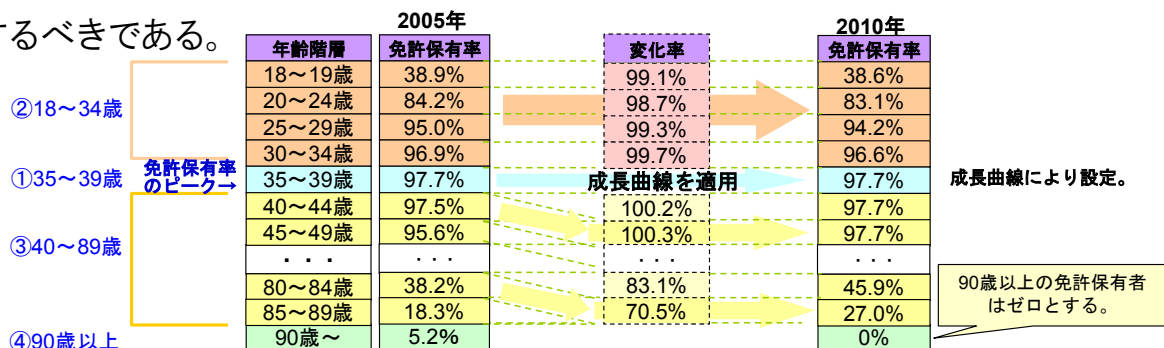 するべきである。
2005年
2010年
年齢階層 免許保有率 変化率 免許保有率
18～19歳 38.9% 99.1% 38.6%
②18～34歳
20～24歳 84.2% 98.7% 83.1%
25～29歳 95.0% 99.3% 94.2%
30～34歳 96.9% 99.7% 96.6%
①35～39歳
免許保有率
のピーク→
35～39歳 97.7% 成長曲線を適用 97.7% 成長曲線により設定。
40～44歳 97.5% 100.2% 97.7%
③40～89歳
45～49歳 95.6% 100.3% 97.7%
・・・ ・・・ ・・・ ・・・
80～84歳 38.2% 83.1% 45.9%
85～89歳 18.3% 70.5% 27.0%
90歳以上の免許保有者
はゼロとする。
④90歳以上
90歳～ 5.2% 0%